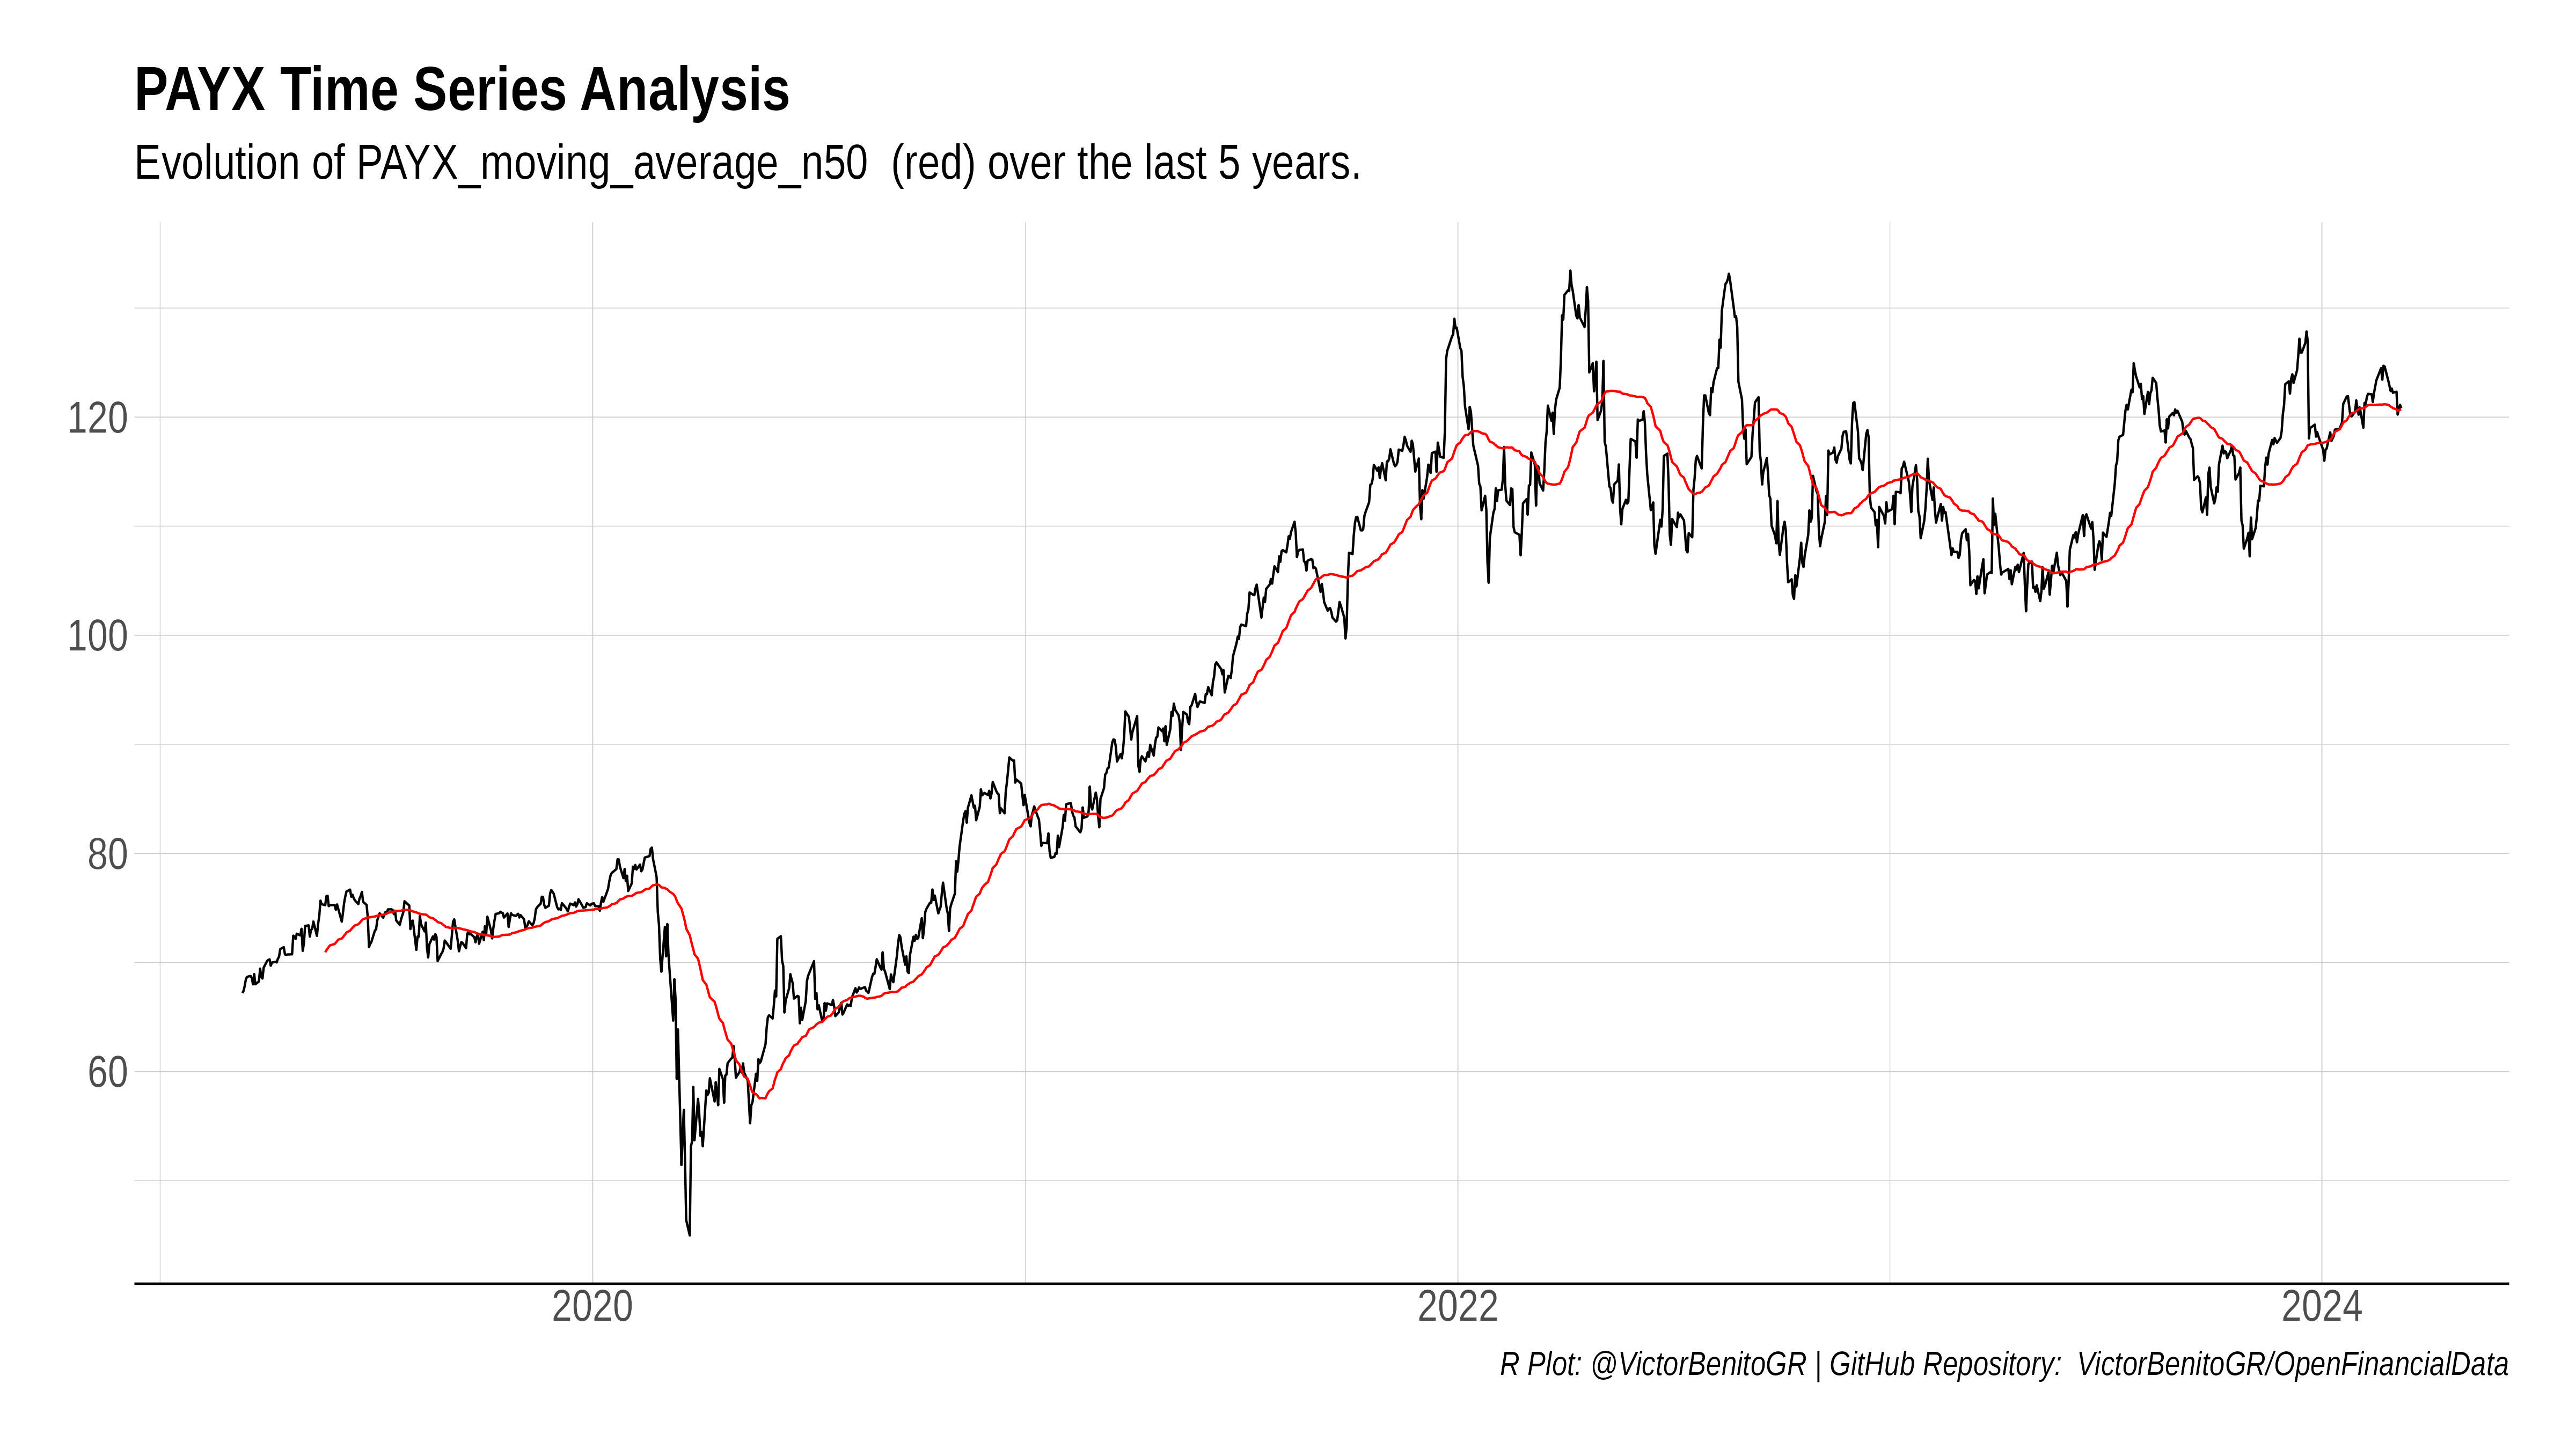 PAYX Time Series Analysis
Evolution of PAYX_moving_average_n50  (red) over the last 5 years.
120
100
80
60
2020
2022
2024
R Plot: @VictorBenitoGR | GitHub Repository:  VictorBenitoGR/OpenFinancialData